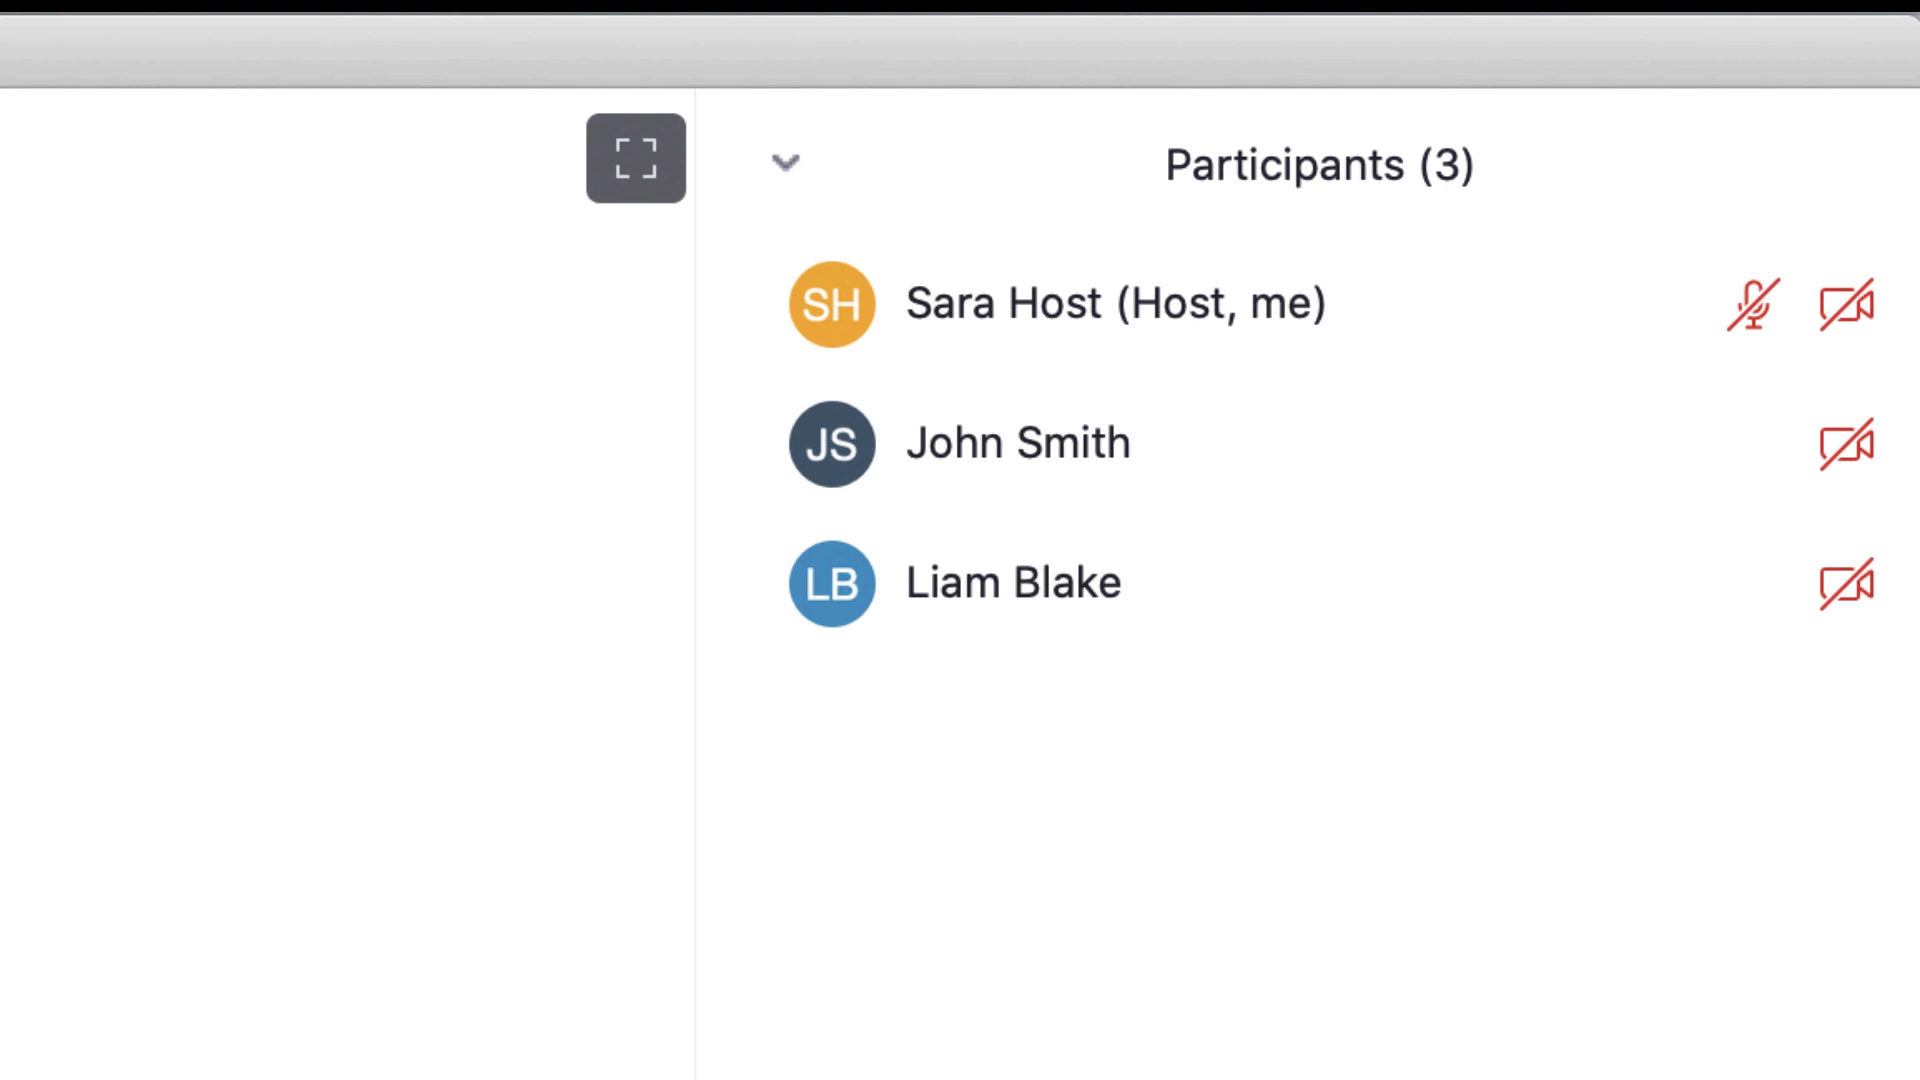 Participants (3)
SH Sara Host (Host, me)
JS John Smith
LB Liam Blake